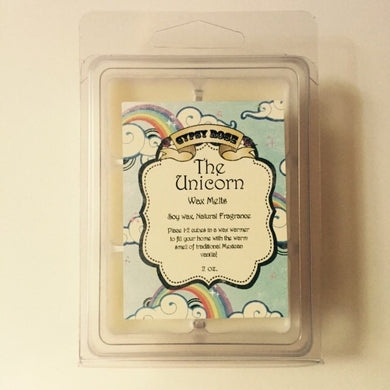 GYPSY ROSE
The
Unicorn
Wax Melts
Soy wax, Natural Fragrance
Place 1-2 cubes in a wax warmer
to fill your home with the warm
smell of traditional Mexican
vanilla!
2 oz.